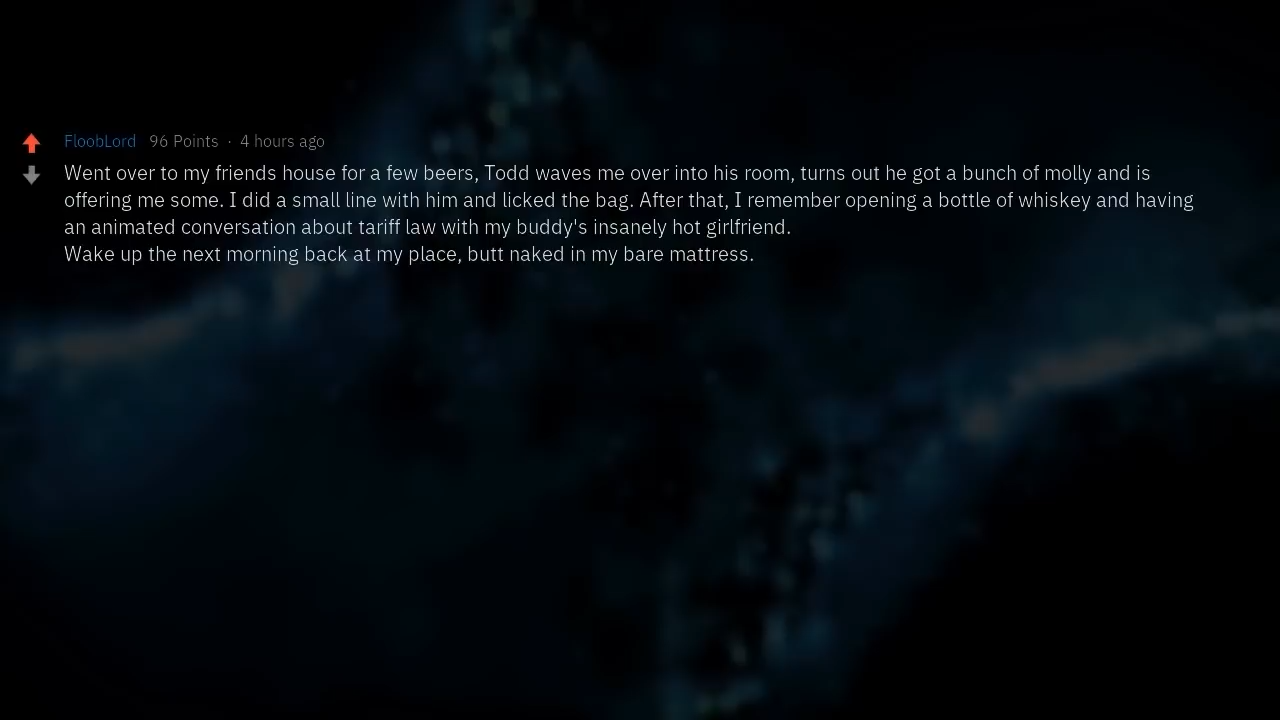 FloobLord 96 Points · 4 hours ago
Went over to my friends house for a few beers, Todd waves me over into his room, turns out he got a bunch of molly and is
offering me some. I did a small line with him and licked the bag. After that, I remember opening a bottle of whiskey and having
an animated conversation about tariff law with my buddy's insanely hot girlfriend.
Wake up the next morning back at my place, butt naked in my bare mattress.